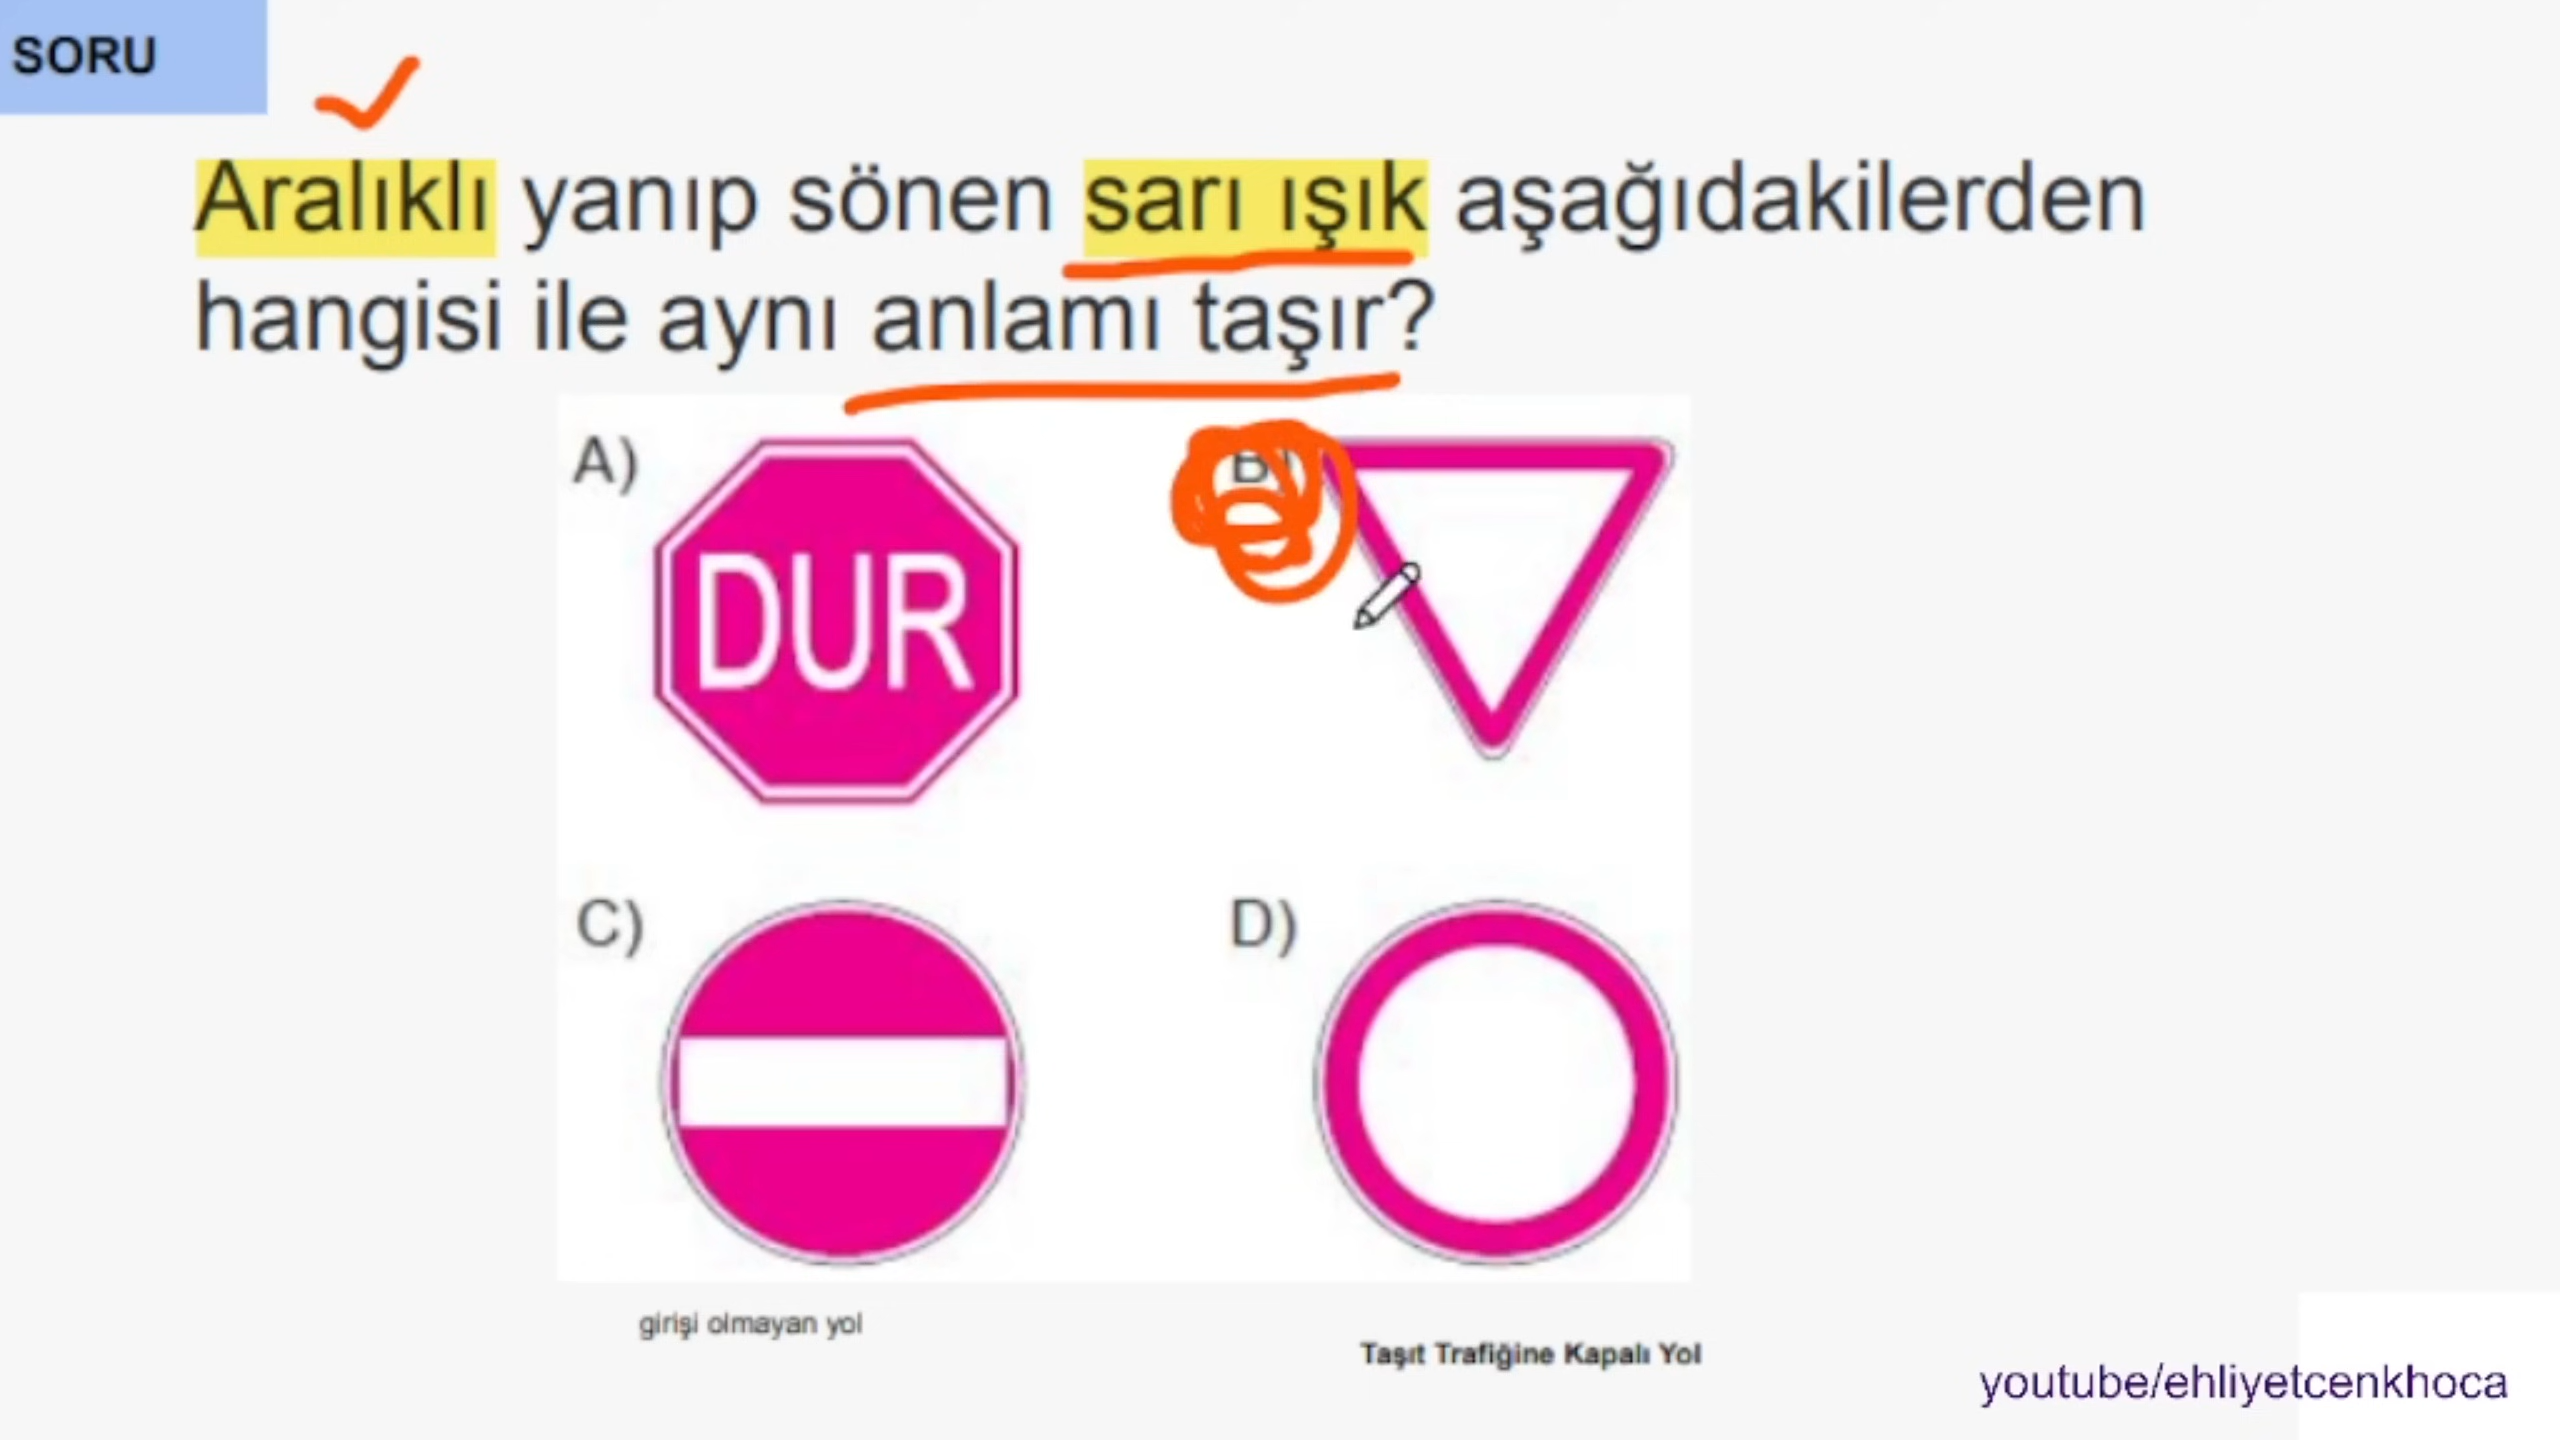 SORU
Aralıklı yanıp sönen sarı ışık aşağıdakilerden
hangisi ile aynı anlamı taşır?
A)
DUR
B)
C)
D)
girişi olmayan yol
Taşıt Trafiğine Kapalı Yol
youtube/ehliyetcenkhoca